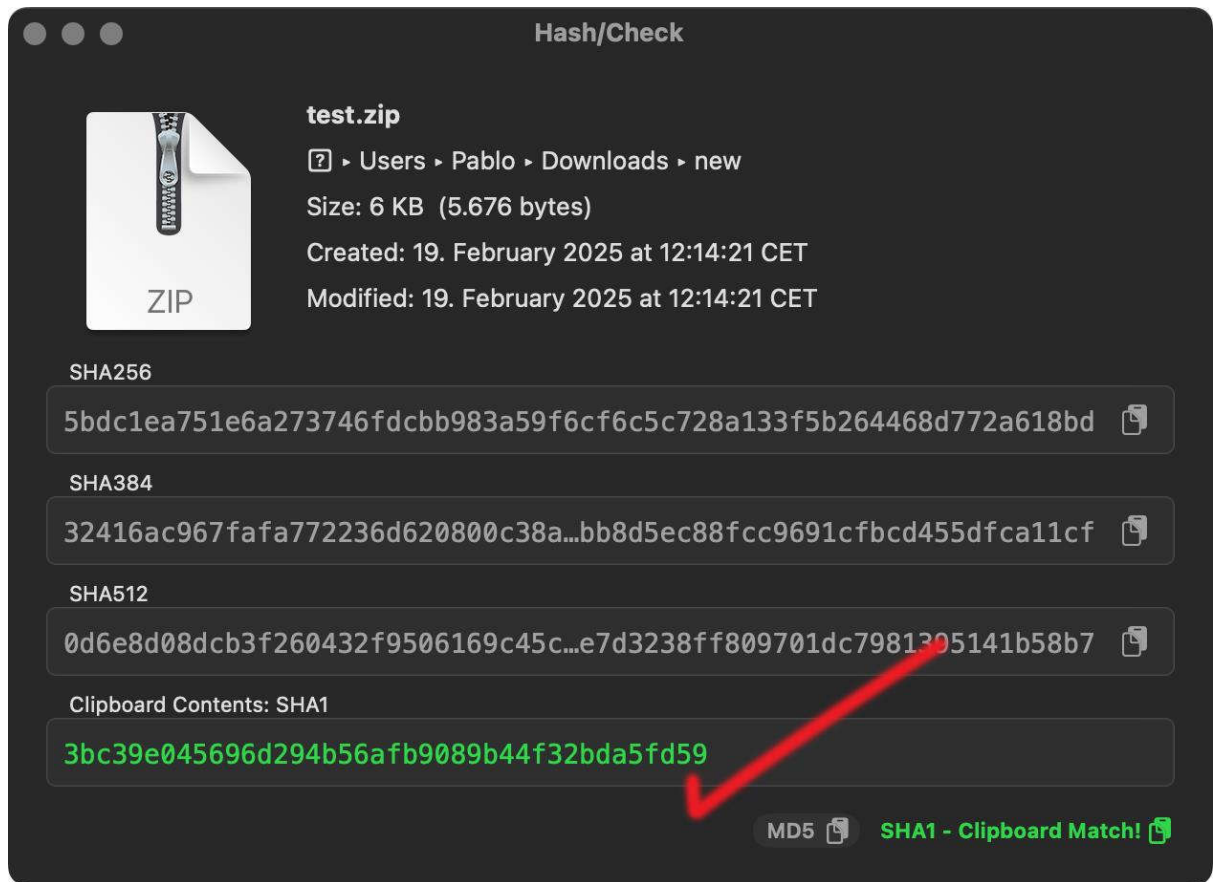 Hash/Check
test.zip
? ▸ Users ▸ Pablo ▸ Downloads ▸ new
Size: 6 KB (5.676 bytes)
Created: 19. February 2025 at 12:14:21 CET
Modified: 19. February 2025 at 12:14:21 CET
ZIP
SHA256
5bdc1ea751e6a273746fdcbb983a59f6cf6c5c728a133f5b264468d772a618bd
SHA384
32416ac967fafa772236d620800c38a…bb8d5ec88fcc9691cfbcd455dfca11cf
SHA512
0d6e8d08dcb3f260432f9506169c45c…e7d3238ff809701dc7981395141b58b7
Clipboard Contents: SHA1
3bc39e045696d294b56afb9089b44f32bda5fd59
MD5 SHA1 - Clipboard Match!